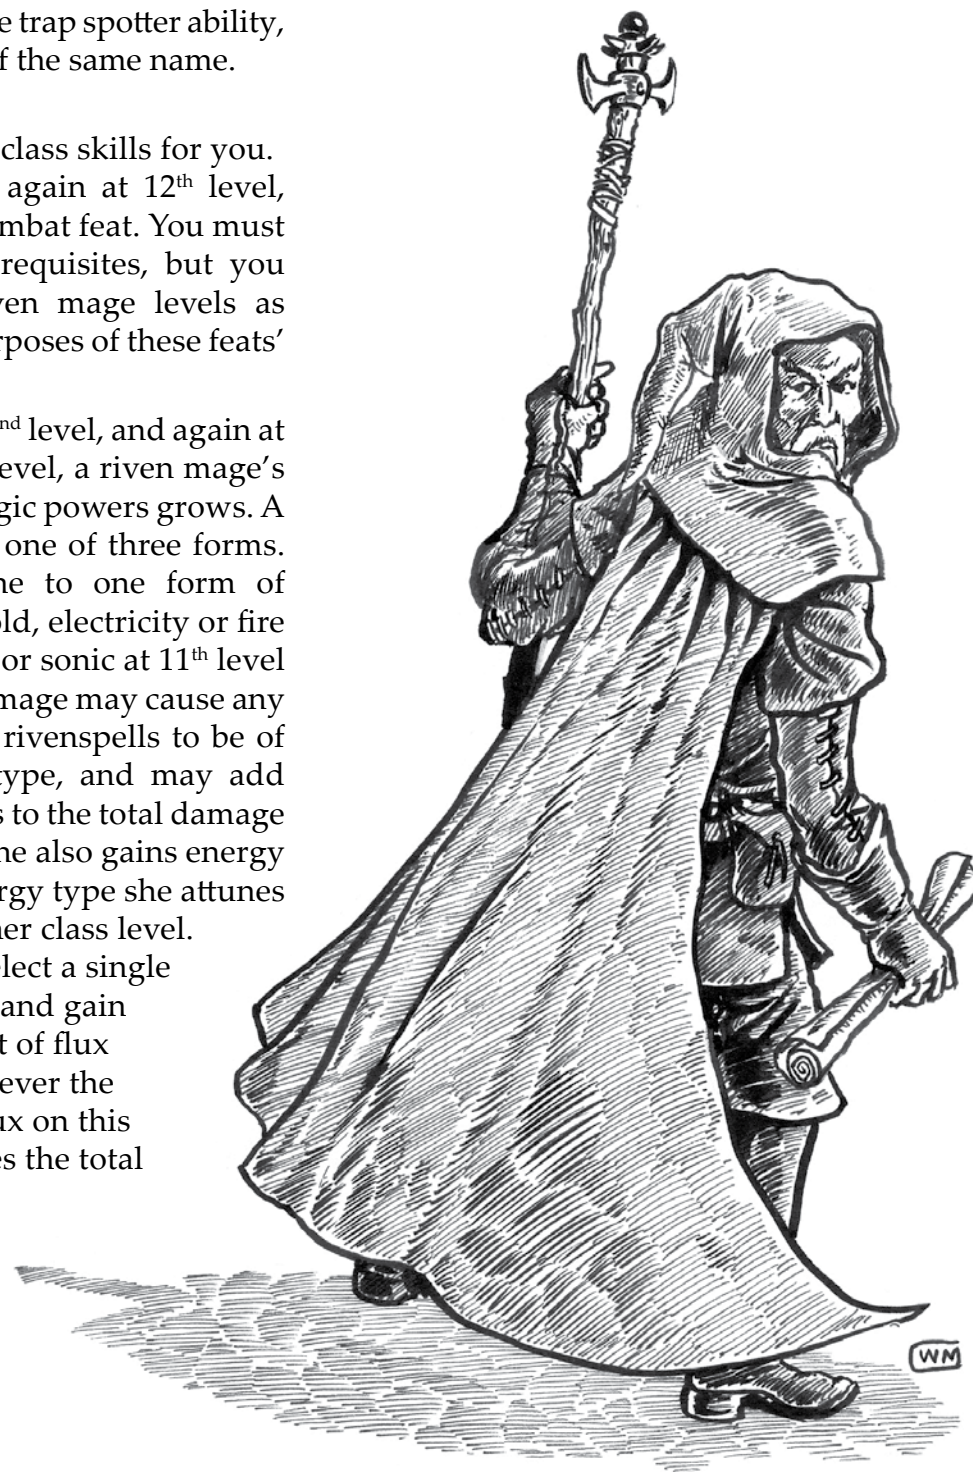 e trap spotter ability,
f the same name.
class skills for you.
again at 12th level,
mbat feat. You must
requisites, but you
ven mage levels as
rposes of these feats’
nd level, and again at
evel, a riven mage’s
gic powers grows. A
one of three forms.
ne to one form of
old, electricity or fire
or sonic at 11th level
mage may cause any
rivenspells to be of
type, and may add
s to the total damage
he also gains energy
rgy type she attunes
her class level.
elect a single
and gain
t of flux
ever the
ux on this
es the total
WM